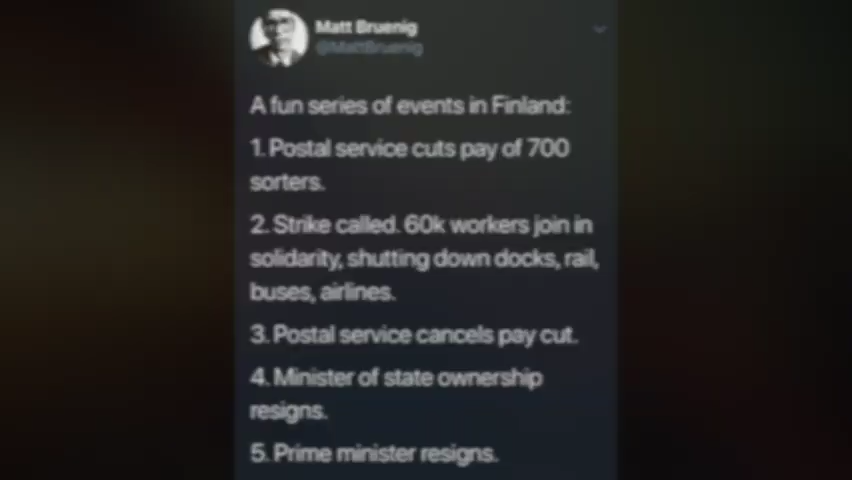 Matt Bruenig
@MattBruenig
A fun series of events in Finland:
1. Postal service cuts pay of 700
sorters.
2. Strike called. 60k workers join in
solidarity, shutting down docks, rail,
buses, airlines.
3. Postal service cancels pay cut.
4. Minister of state ownership
resigns.
5. Prime minister resigns.